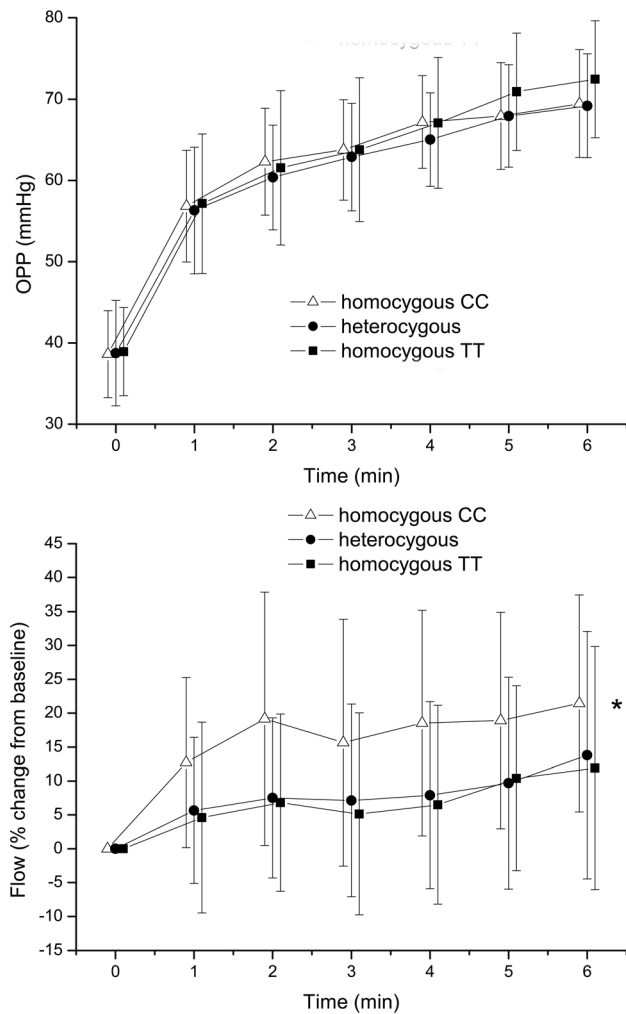 80
70
60
50
40
30
OPP (mmHg)
homocygous CC
heterocygous
homocygous TT
0 1 2 3 4 5 6
Time (min)
homocygous CC
heterocygous
homocygous TT
45
40
35
30
25
20
15
10
5
0
-5
-10
-15
Flow (% change from baseline)
*
0 1 2 3 4 5 6
Time (min)